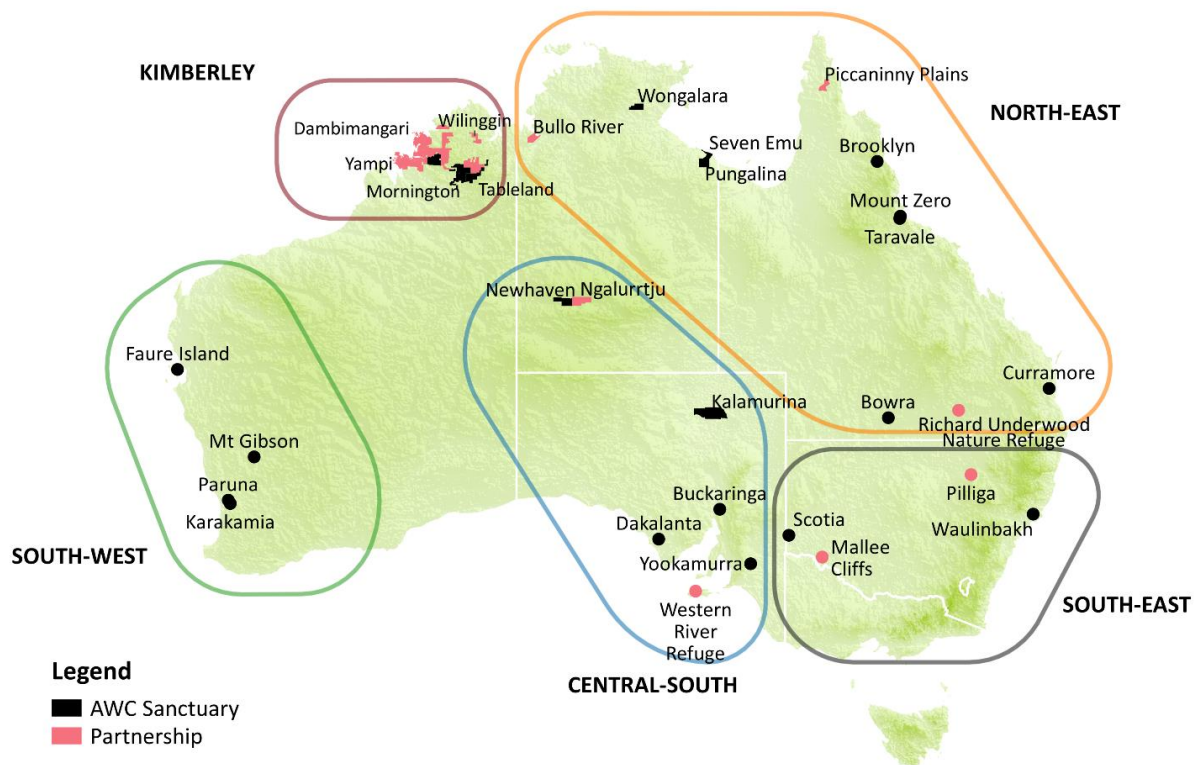 KIMBERLEY
Dambimangari
Wilinggin
Yampi
Mornington
Tableland
Wongalara
Bullo River
Seven Emu
Pungalina
Piccaninny Plains
NORTH-EAST
Brooklyn
Mount Zero
Taravale
Newhaven
Ngalurrtju
Faure Island
Mt Gibson
Paruna
Karakamia
SOUTH-WEST
Kalamurina
Curramore
Bowra
Richard Underwood
Nature Refuge
Buckaringa
Dakalanta
Yookamurra
Western
River
Refuge
CENTRAL-SOUTH
Pilliga
Waulinbakh
Scotia
Mallee
Cliffs
SOUTH-EAST
Legend
AWC Sanctuary
Partnership